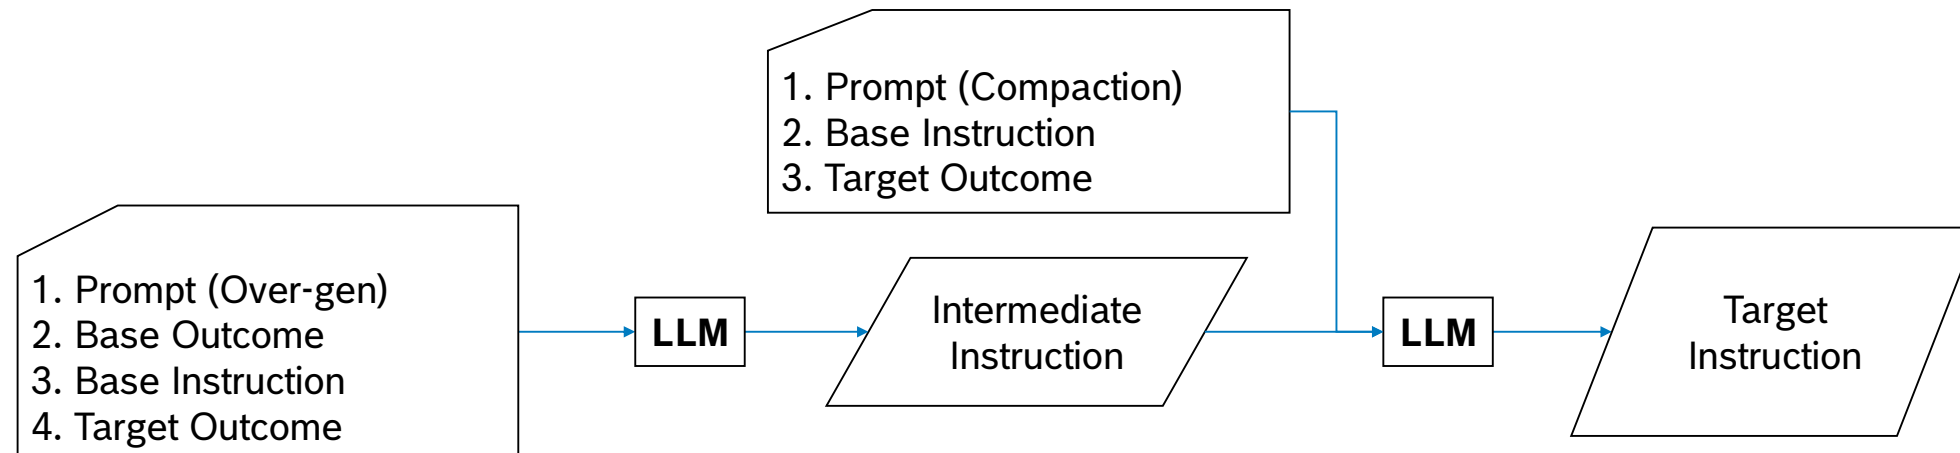 1. Prompt (Compaction)
2. Base Instruction
3. Target Outcome
1. Prompt (Over-gen)
2. Base Outcome
3. Base Instruction
4. Target Outcome
LLM
Intermediate
Instruction
LLM
Target
Instruction